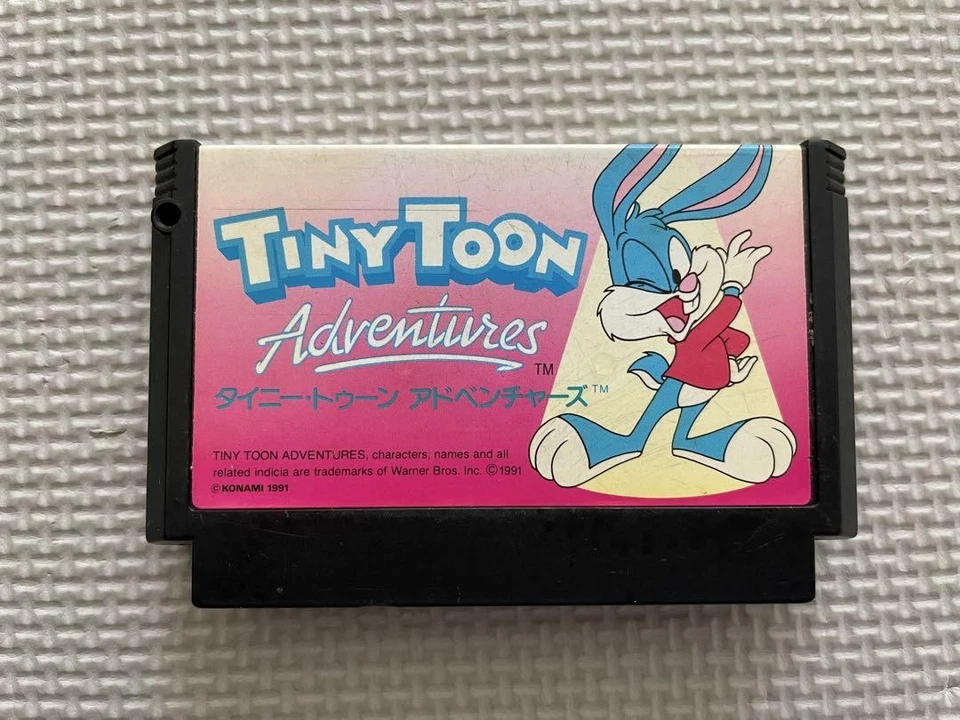 TINY TOON
Adventures TM
タイニー・トゥーン アドベンチャーズ TM
TINY TOON ADVENTURES, characters, names and all
related indicia are trademarks of Warner Bros. Inc. ©1991
©KONAMI 1991